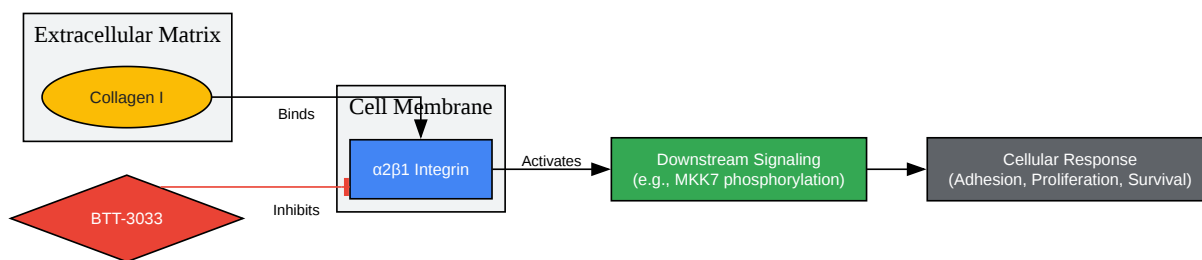 Extracellular Matrix
Collagen I
Binds
Cell Membrane
α2β1 Integrin
BTT-3033
Inhibits
Activates
Downstream Signaling
(e.g., MKK7 phosphorylation)
Cellular Response
(Adhesion, Proliferation, Survival)